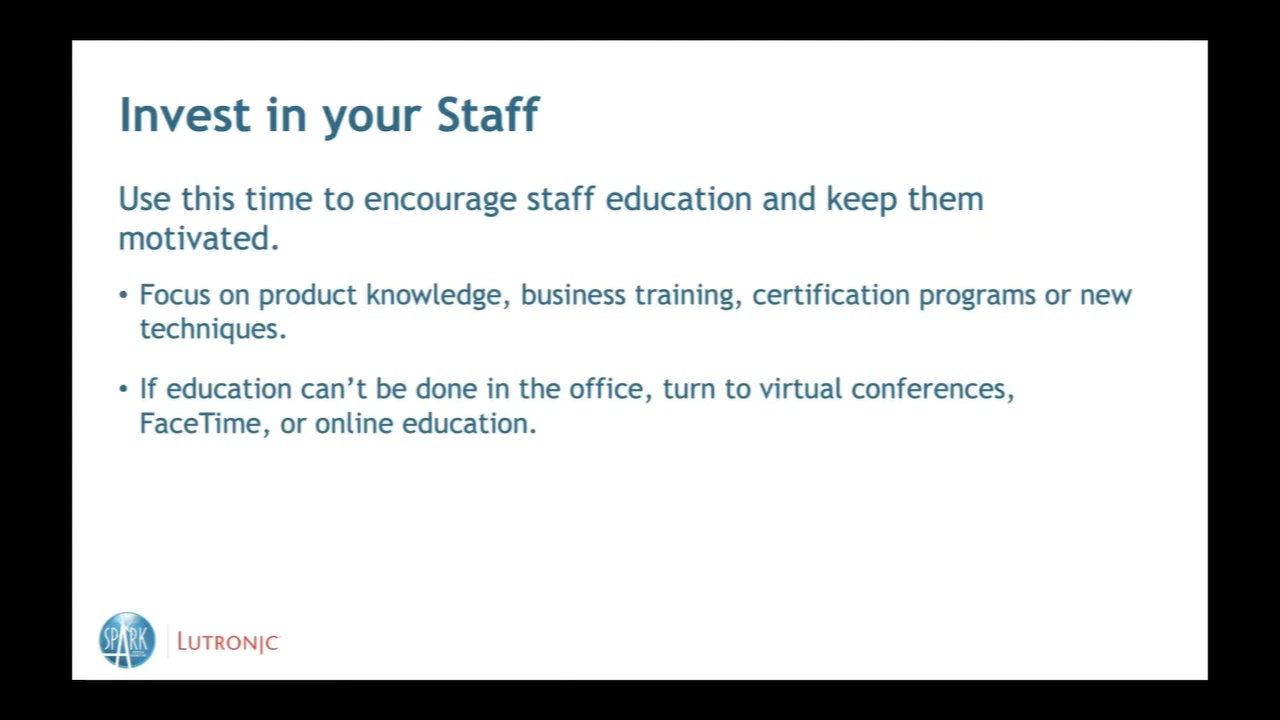 Invest in your Staff
Use this time to encourage staff education and keep them
motivated.
• Focus on product knowledge, business training, certification programs or new
techniques.
• If education can’t be done in the office, turn to virtual conferences,
FaceTime, or online education.
SPARK
LUTRONIC